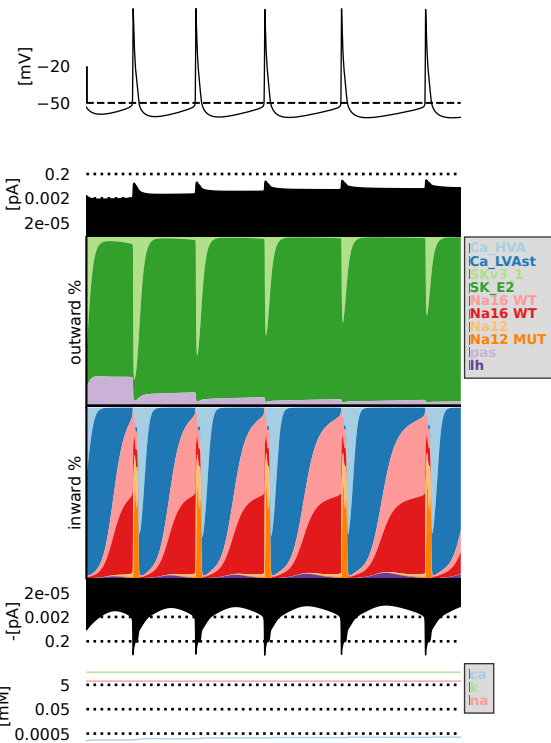 [mV]
−20
−50
[pA]
0.2
0.002
2e-05
outward %
Ca_HVA
Ca_LVAst
SKv3_1
SK_E2
Na16 WT
Na16 WT
Na12
Na12 MUT
pas
Ih
inward %
-[pA]
2e-05
0.002
0.2
[mM]
5
0.05
0.0005
ca
k
na